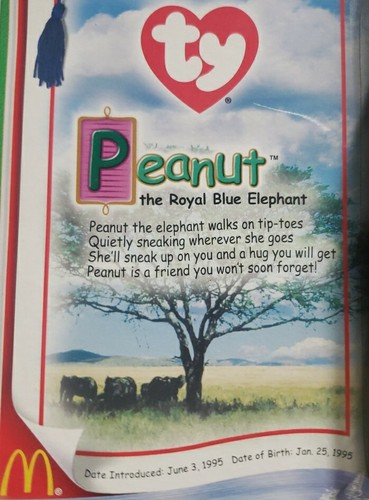 ty®
Peanut™
the Royal Blue Elephant
Peanut the elephant walks on tip-toes
Quietly sneaking wherever she goes
She'll sneak up on you and a hug you will get
Peanut is a friend you won't soon forget!
M®
Date Introduced: June 3, 1995 Date of Birth: Jan. 25, 1995